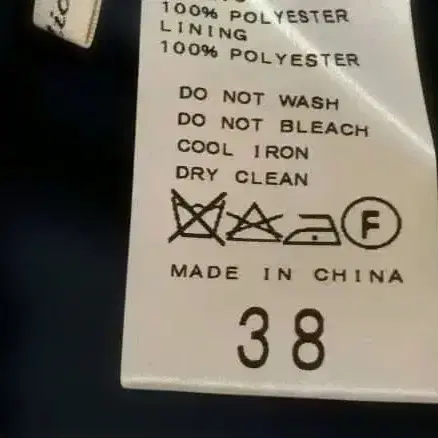 100% POLYESTER
LINING
100% POLYESTER
DO NOT WASH
DO NOT BLEACH
COOL IRON
DRY CLEAN
F
MADE IN CHINA
38